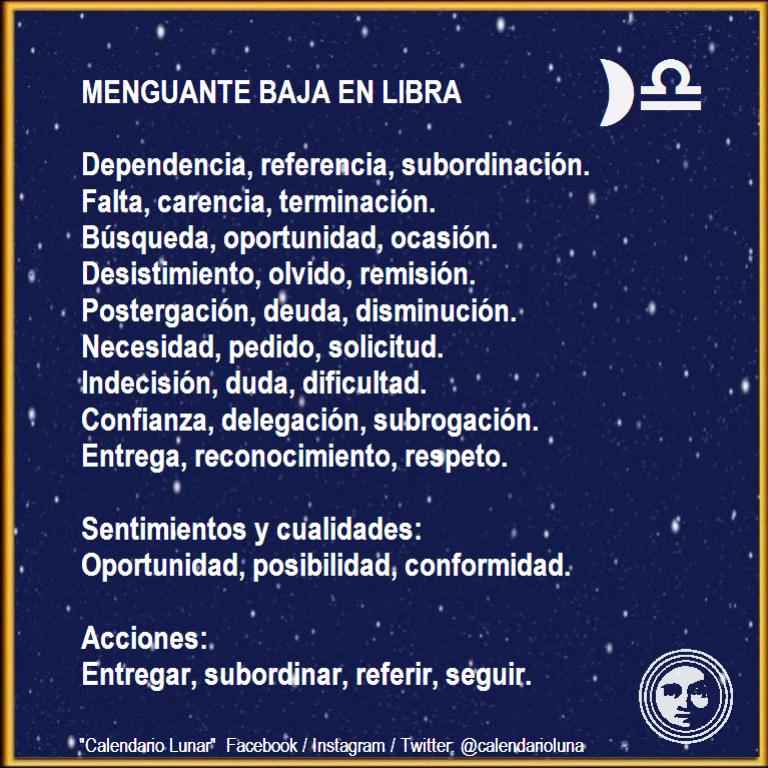 MENGUANTE BAJA EN LIBRA
Dependencia, referencia, subordinación.
Falta, carencia, terminación.
Búsqueda, oportunidad, ocasión.
Desistimiento, olvido, remisión.
Postergación, deuda, disminución.
Necesidad, pedido, solicitud.
Indecisión, duda, dificultad.
Confianza, delegación, subrogación.
Entrega, reconocimiento, respeto.
Sentimientos y cualidades:
Oportunidad, posibilidad, conformidad.
Acciones:
Entregar, subordinar, referir, seguir.
"Calendario Lunar" Facebook / Instagram / Twitter @calendarioluna